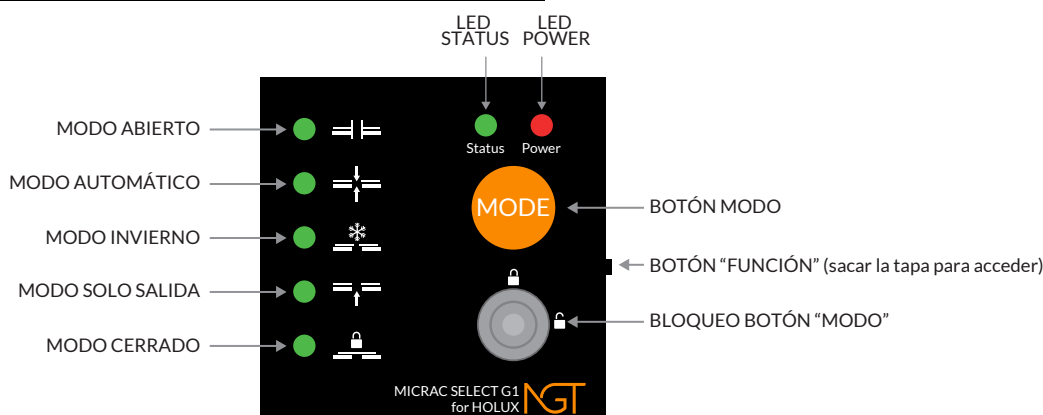 LED
STATUS
LED
POWER
MODO ABIERTO
MODO AUTOMÁTICO
MODO INVIERNO
MODO SOLO SALIDA
MODO CERRADO
Status
Power
MODE
BOTÓN MODO
BOTÓN “FUNCIÓN” (sacar la tapa para acceder)
BLOQUEO BOTÓN “MODO”
MICRAC SELECT G1
for HOLUX
NGT